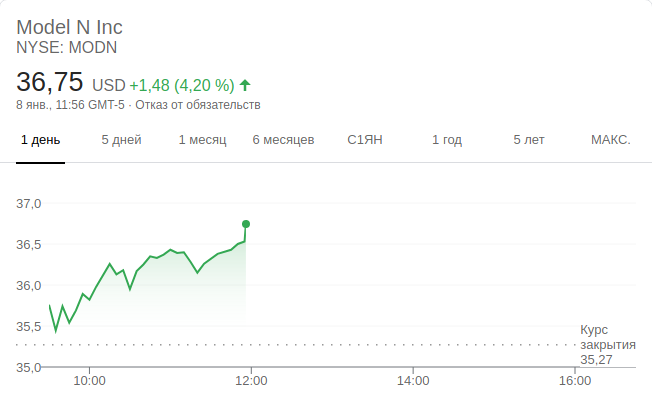 Model N Inc
NYSE: MODN
36,75 USD +1,48 (4,20 %)
8 янв., 11:56 GMT-5 · Отказ от обязательств
1 день 5 дней 1 месяц 6 месяцев С1ЯН 1 год 5 лет МАКС.
37,0
36,5
36,0
35,5
Курс
закрытия
35,27
35,0
10:00 12:00 14:00 16:00